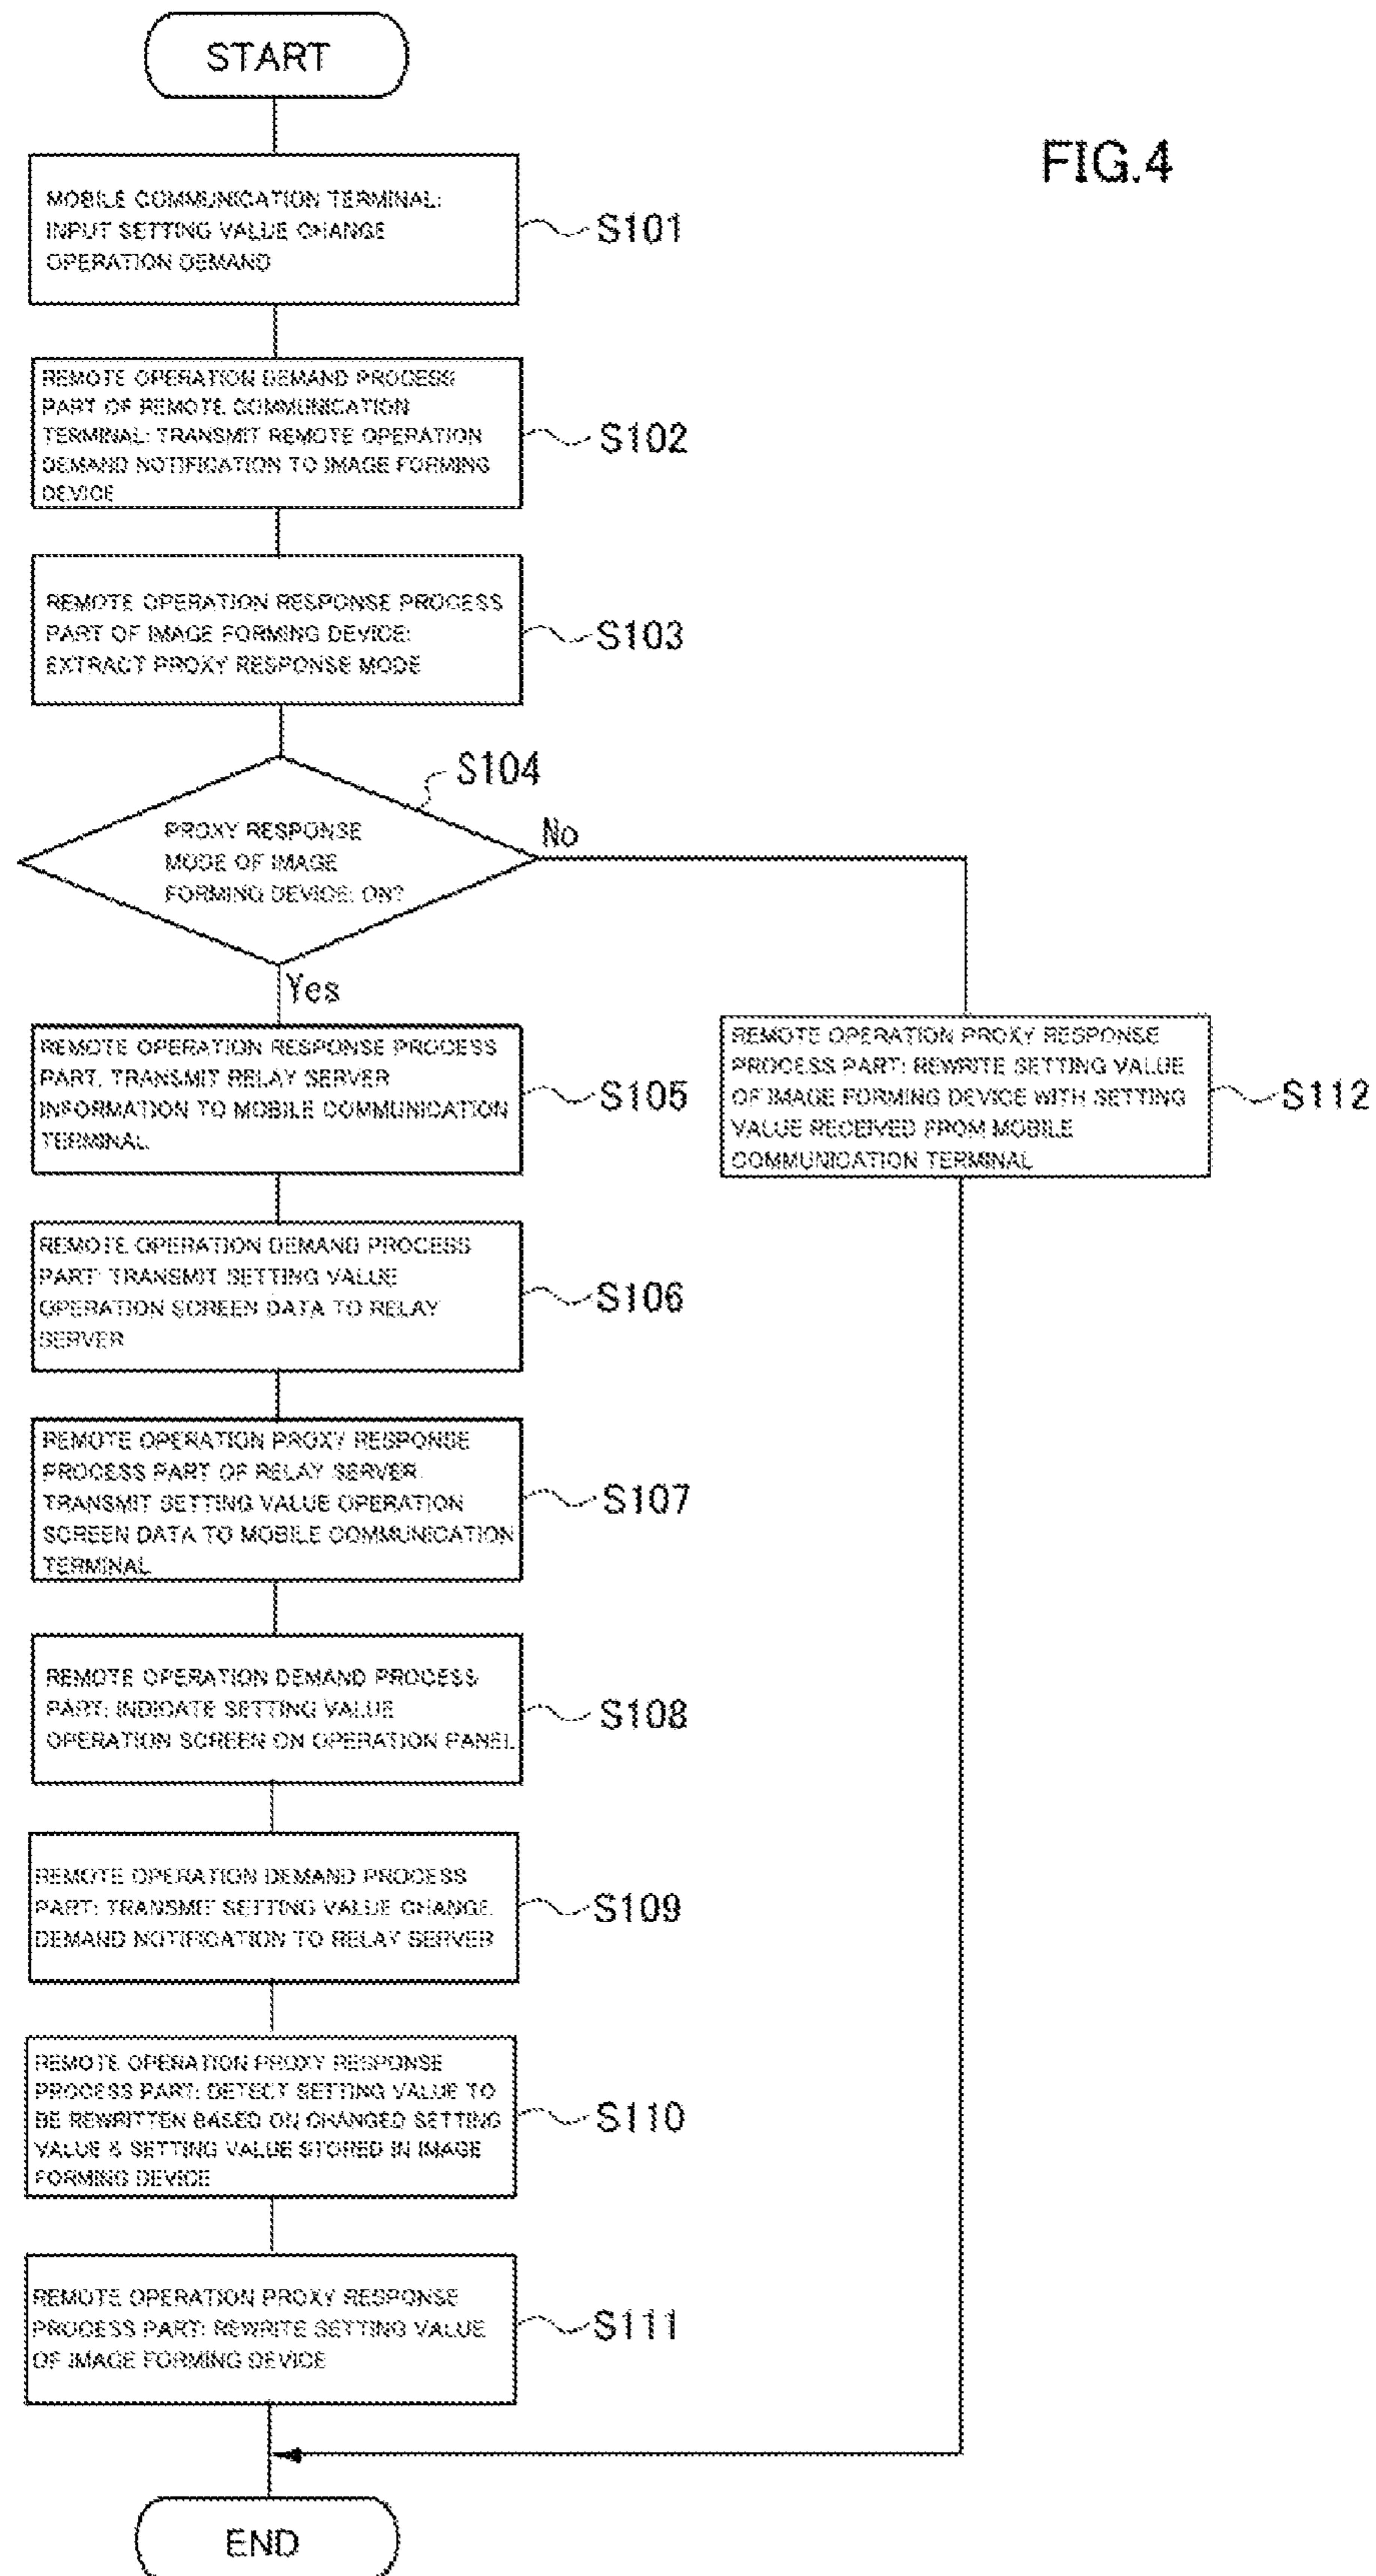 START
FIG.4
MOBILE COMMUNICATION TERMINAL:
INPUT SETTING VALUE CHANGE
OPERATION DEMAND
S101
REMOTE OPERATION DEMAND PROCESS
PART OF REMOTE COMMUNICATION
TERMINAL: TRANSMIT REMOTE OPERATION
DEMAND NOTIFICATION TO IMAGE FORMING
DEVICE
S102
REMOTE OPERATION RESPONSE PROCESS
PART OF IMAGE FORMING DEVICE:
EXTRACT PROXY RESPONSE MODE
S103
S104
PROXY RESPONSE
MODE OF IMAGE
FORMING DEVICE: ON?
No
Yes
REMOTE OPERATION RESPONSE PROCESS
PART: TRANSMIT RELAY SERVER
INFORMATION TO MOBILE COMMUNICATION
TERMINAL
S105
REMOTE OPERATION PROXY RESPONSE
PROCESS PART: REWRITE SETTING VALUE
OF IMAGE FORMING DEVICE WITH SETTING
VALUE RECEIVED FROM MOBILE
COMMUNICATION TERMINAL
S112
REMOTE OPERATION DEMAND PROCESS
PART: TRANSMIT SETTING VALUE
OPERATION SCREEN DATA TO RELAY
SERVER
S106
REMOTE OPERATION PROXY RESPONSE
PROCESS PART OF RELAY SERVER:
TRANSMIT SETTING VALUE OPERATION
SCREEN DATA TO MOBILE COMMUNICATION
TERMINAL
S107
REMOTE OPERATION DEMAND PROCESS
PART: INDICATE SETTING VALUE
OPERATION SCREEN ON OPERATION PANEL
S108
REMOTE OPERATION DEMAND PROCESS
PART: TRANSMIT SETTING VALUE CHANGE
DEMAND NOTIFICATION TO RELAY SERVER
S109
REMOTE OPERATION PROXY RESPONSE
PROCESS PART: DETECT SETTING VALUE TO
BE REWRITTEN BASED ON CHANGED SETTING
VALUE & SETTING VALUE STORED IN IMAGE
FORMING DEVICE
S110
REMOTE OPERATION PROXY RESPONSE
PROCESS PART: REWRITE SETTING VALUE
OF IMAGE FORMING DEVICE
S111
END